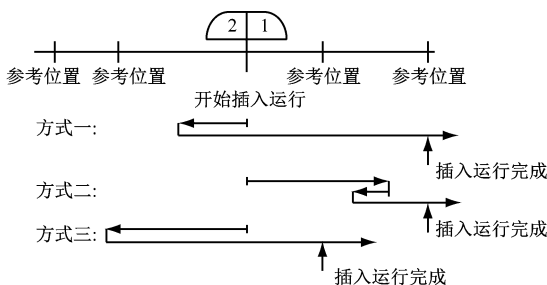 2 1
参考位置 参考位置 参考位置 参考位置
开始插入运行
方式一:
插入运行完成
方式二:
插入运行完成
方式三:
插入运行完成